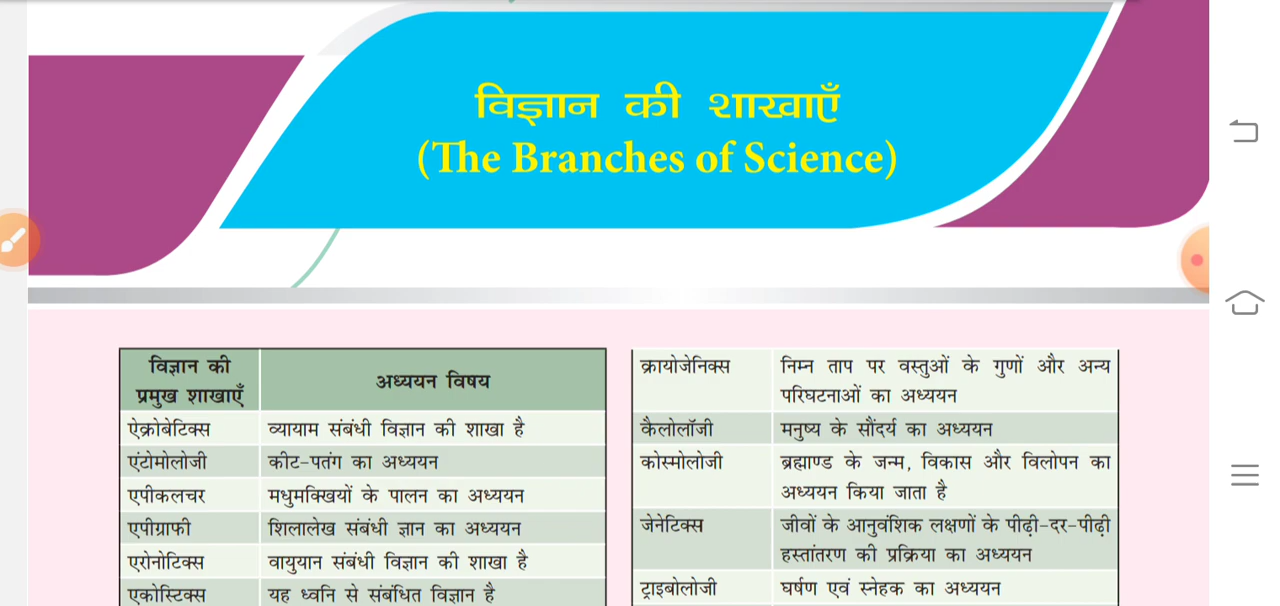 विज्ञान की शाखाएँ
(The Branches of Science)
विज्ञान की
प्रमुख शाखाएँ
अध्ययन विषय
ऐक्रोबेटिक्स व्यायाम संबंधी विज्ञान की शाखा है
एंटोमोलोजी कीट-पतंग का अध्ययन
एपीकलचर मधुमक्खियों के पालन का अध्ययन
एपीग्राफी शिलालेख संबंधी ज्ञान का अध्ययन
एरोनोटिक्स वायुयान संबंधी विज्ञान की शाखा है
एकोस्टिक्स यह ध्वनि से संबंधित विज्ञान है
क्रायोजेनिक्स निम्न ताप पर वस्तुओं के गुणों और अन्य
परिघटनाओं का अध्ययन
कैलोलॉजी मनुष्य के सौंदर्य का अध्ययन
कोस्मोलोजी ब्रह्माण्ड के जन्म, विकास और विलोपन का
अध्ययन किया जाता है
जेनेटिक्स जीवों के आनुवंशिक लक्षणों के पीढ़ी-दर-पीढ़ी
हस्तांतरण की प्रक्रिया का अध्ययन
ट्राइबोलोजी घर्षण एवं स्नेहक का अध्ययन